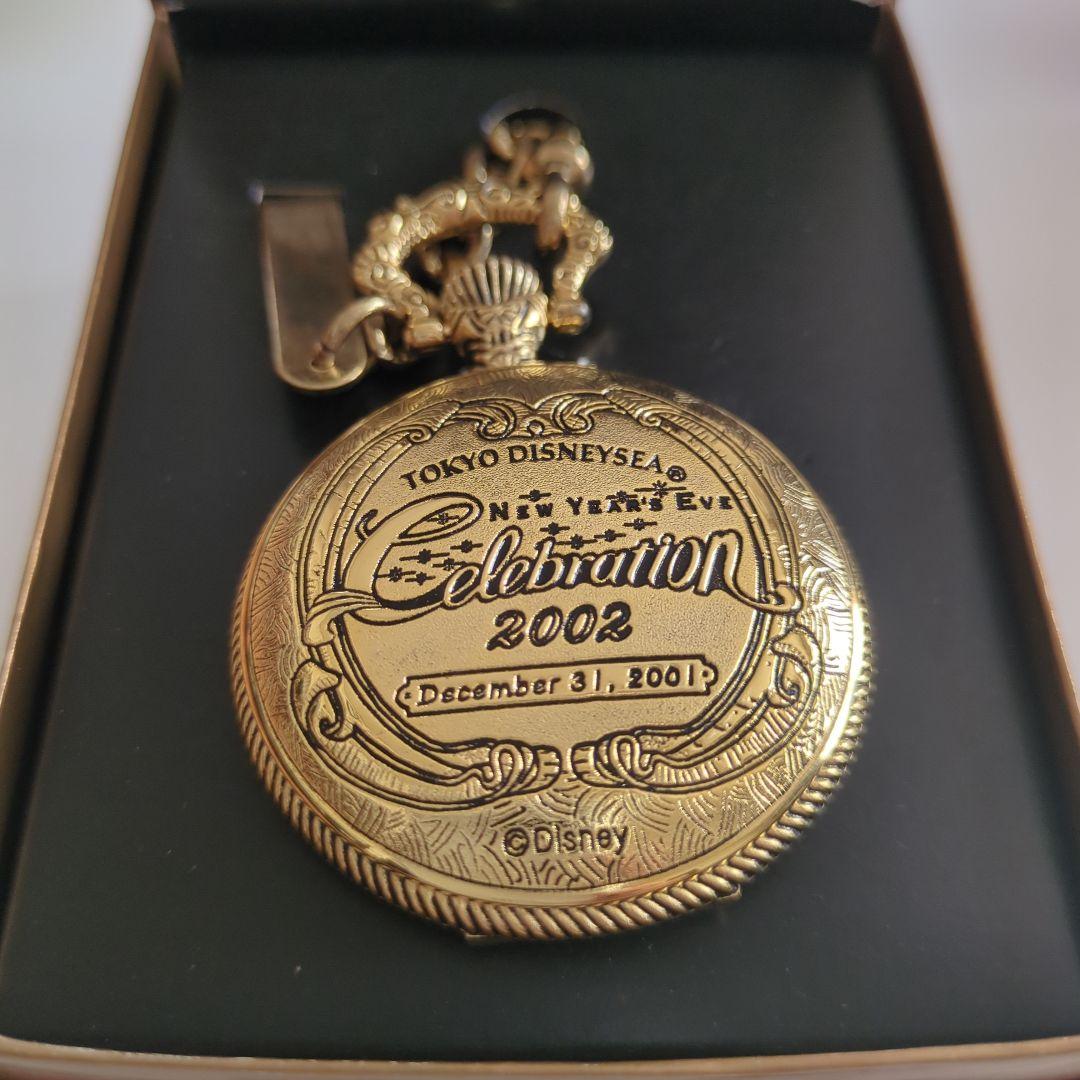 TOKYO DISNEYSEA®
NEW YEAR'S EVE
Celebration
2002
December 31, 2001
©Disney